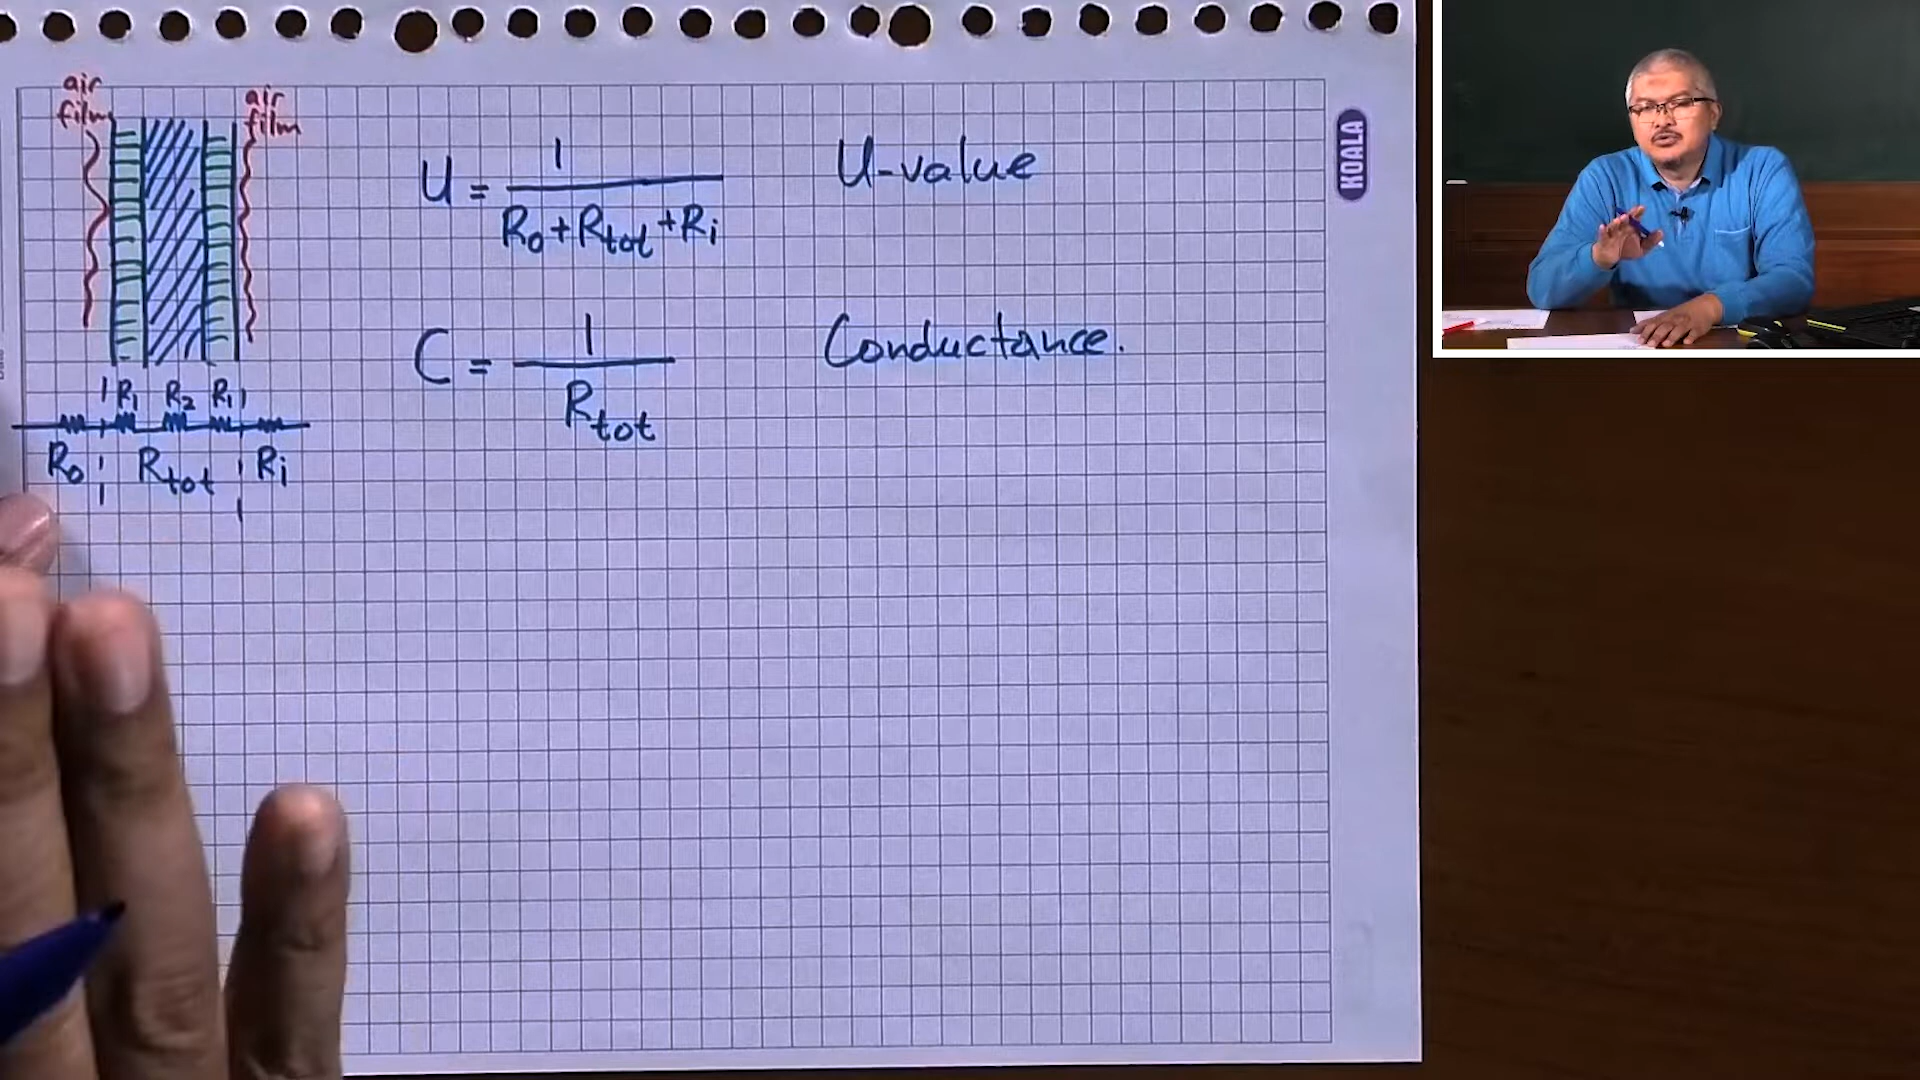 air
film
air
film
R₁ R₂ R₁
R₀ Rtot Ri
U = 1 / R₀ + Rtot + Ri
U-value
C = 1 / Rtot
Conductance.
KOALA